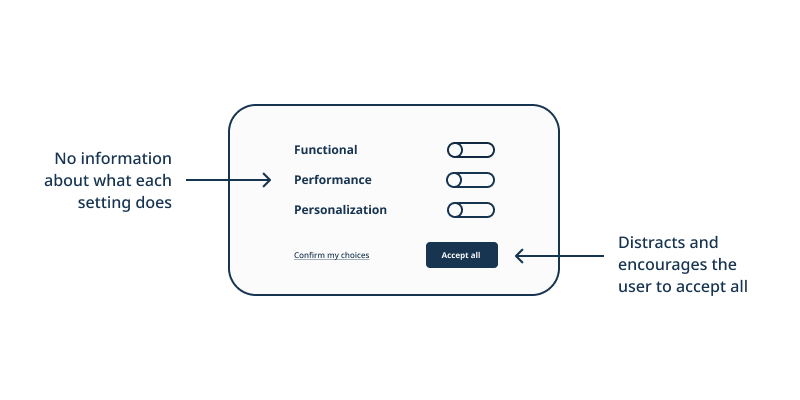 No information
about what each
setting does
Functional
Performance
Personalization
Confirm my choices
Accept all
Distracts and
encourages the
user to accept all